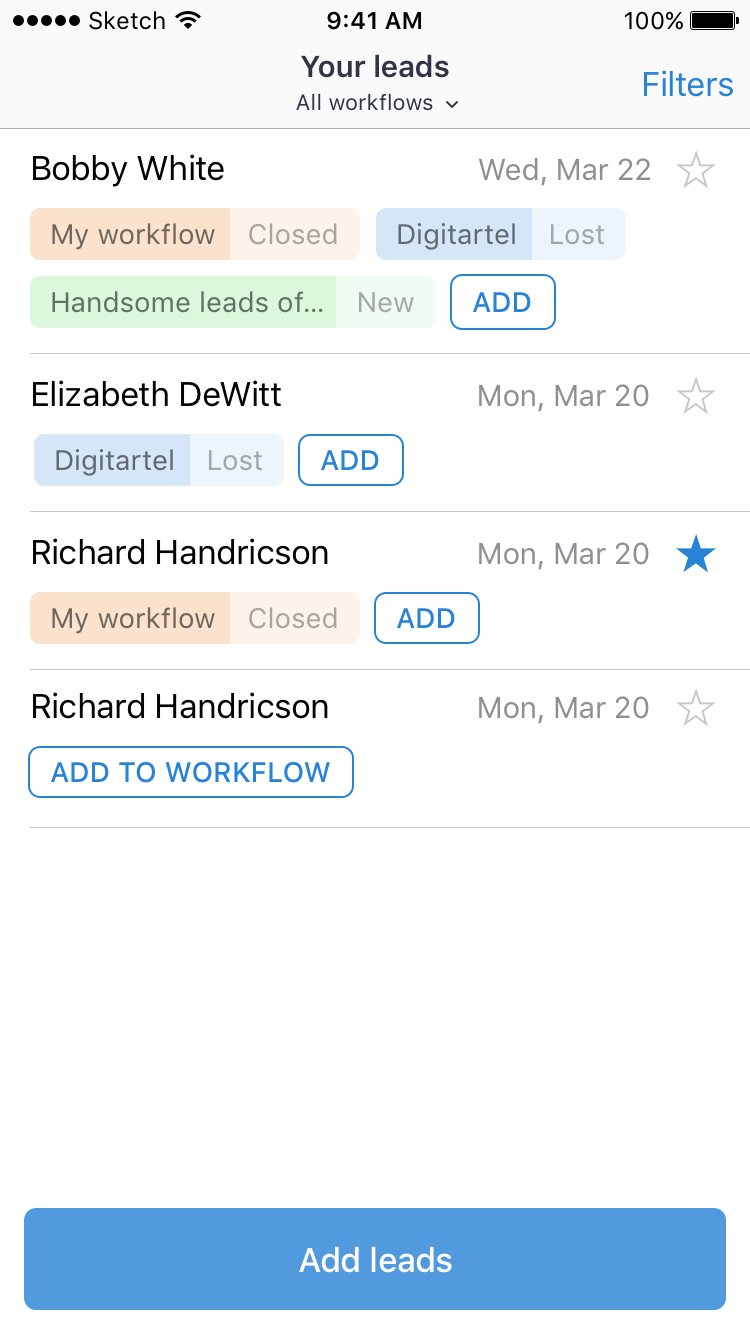 Sketch 9:41 AM 100%
Your leads
All workflows
Filters
Bobby White Wed, Mar 22
My workflow Closed Digitartel Lost
Handsome leads of... New ADD
Elizabeth DeWitt Mon, Mar 20
Digitartel Lost ADD
Richard Handricson Mon, Mar 20
My workflow Closed ADD
Richard Handricson Mon, Mar 20
ADD TO WORKFLOW
Add leads